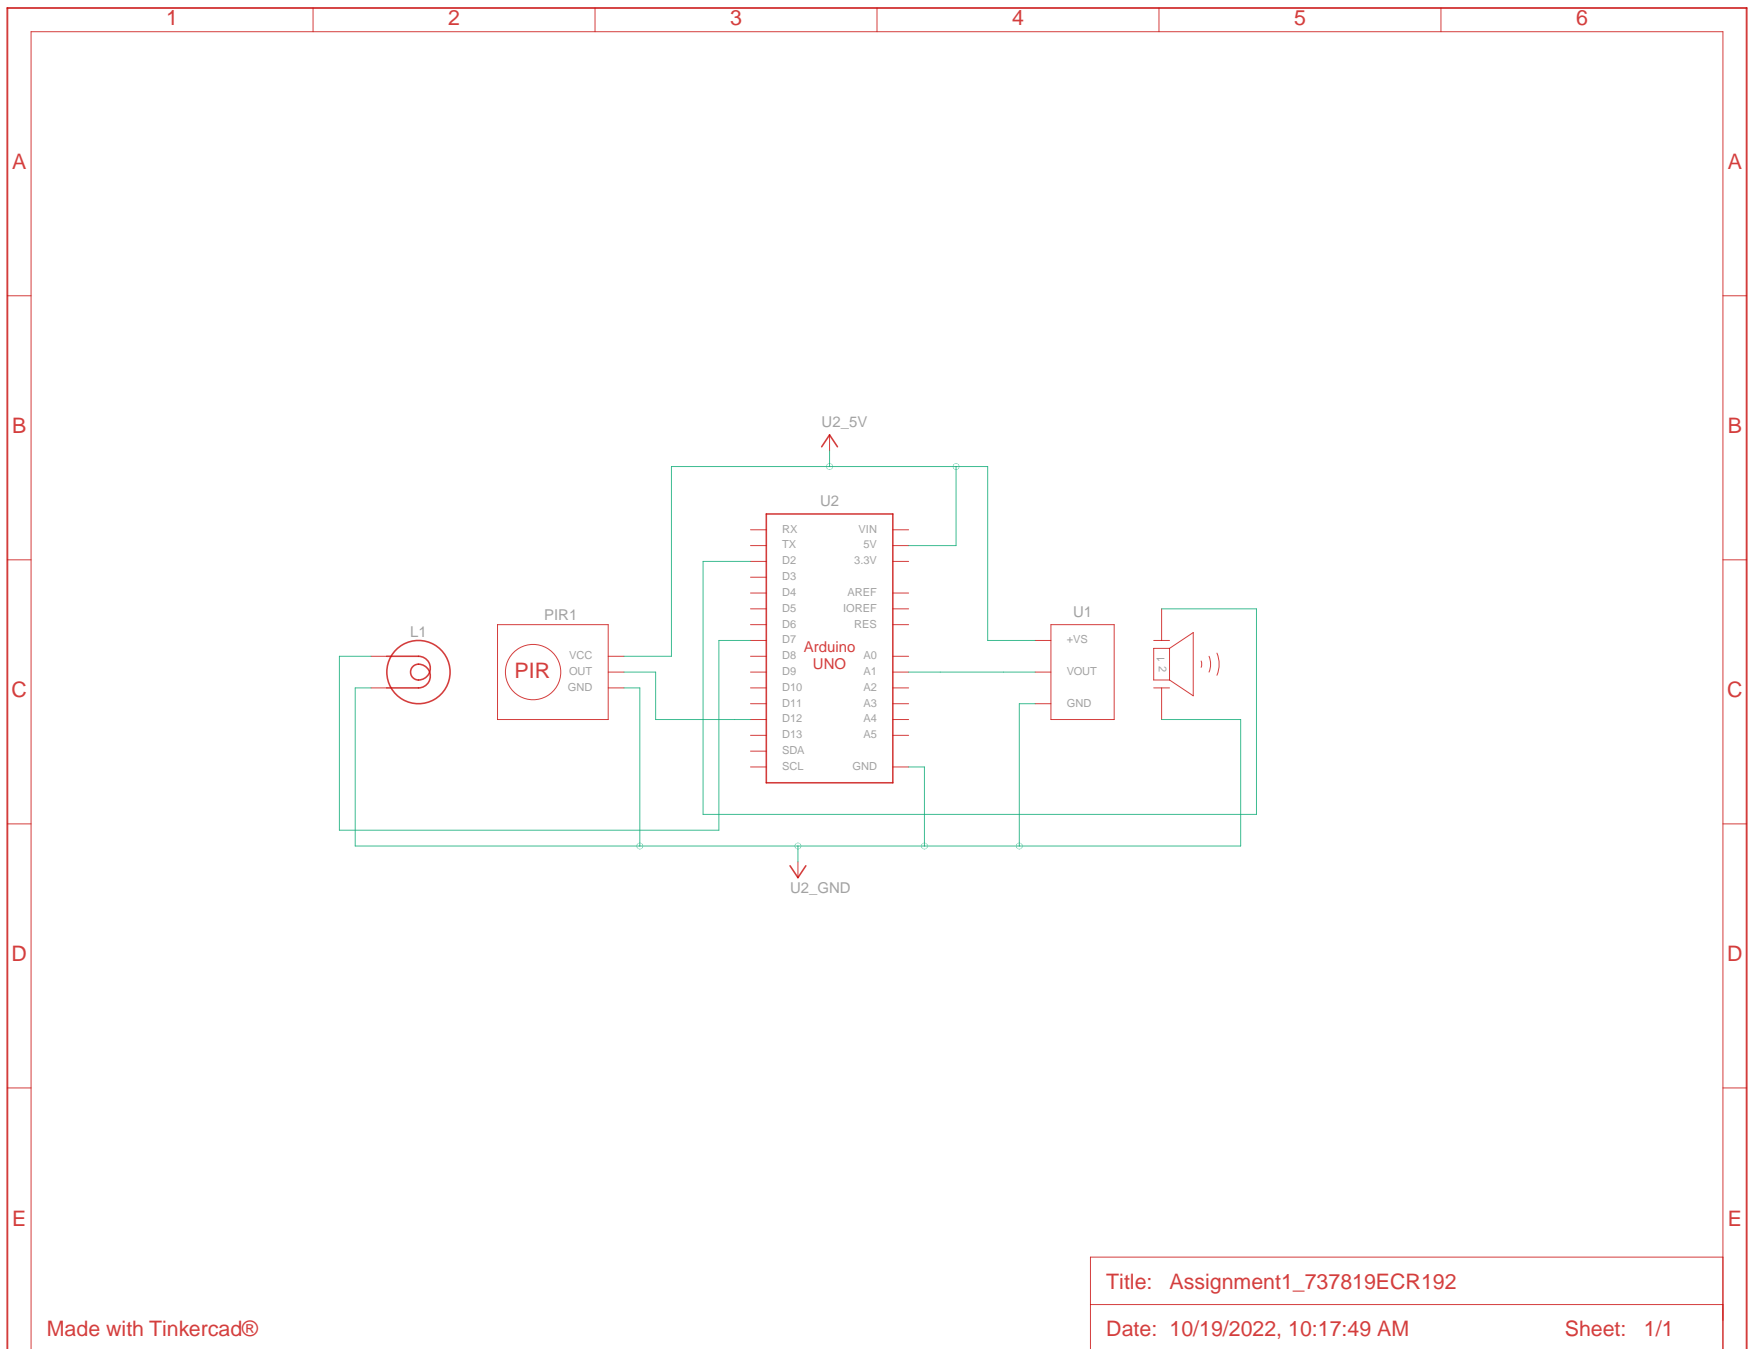 1 2 3 4 5 6
A A
B B
U2_5V
U2
RX VIN
TX 5V
D2 3.3V
D3
D4 AREF
D5 IOREF
D6 RES
D7
D8 A0
D9 A1
D10 A2
D11 A3
D12 A4
D13 A5
SDA
SCL GND
Arduino
UNO
L1
PIR1
PIR
VCC
OUT
GND
U1
+VS
VOUT
GND
1 2
C C
U2_GND
D D
E E
Title: Assignment1_737819ECR192
Made with Tinkercad®
Date: 10/19/2022, 10:17:49 AM Sheet: 1/1